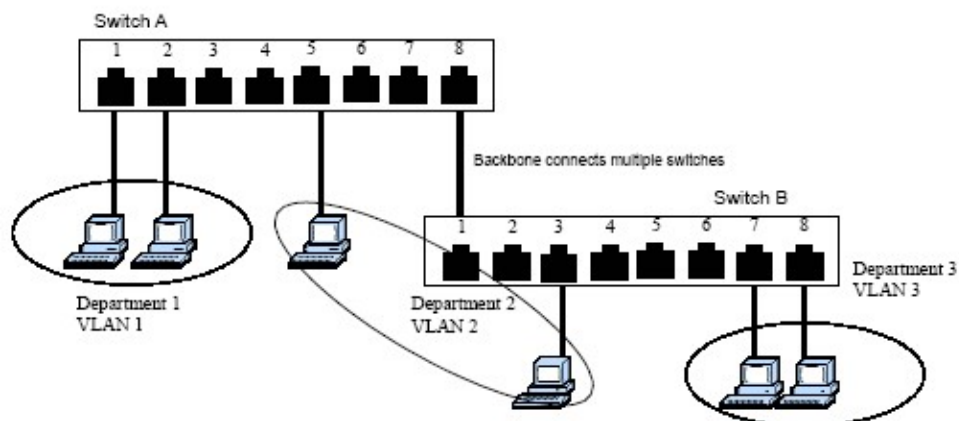 Switch A
1 2 3 4 5 6 7 8
Backbone connects multiple switches
Switch B
1 2 3 4 5 6 7 8
Department 1
VLAN 1
Department 2
VLAN 2
Department 3
VLAN 3